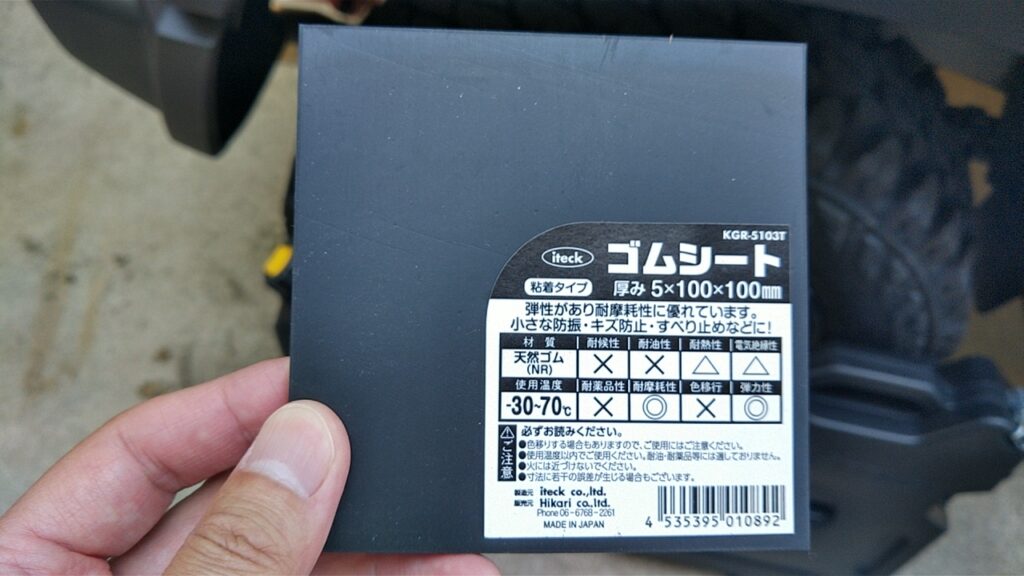 KGR-5103T
iteck ゴムシート
粘着タイプ 厚み 5×100×100mm
弾性があり耐摩耗性に優れています。
小さな防振・キズ防止・すべり止めなどに!
材質 耐候性 耐油性 耐熱性 電気絶縁性
天然ゴム(NR) × × △ △
使用温度 耐薬品性 耐摩耗性 色移行 弾力性
-30-70℃ × ◎ × ◎
ご注意 必ずお読みください。
●色移りする場合もありますので、ご使用にはご注意ください。
●使用温度以内でご使用ください。耐油・耐薬品等には適しておりません。
●火には近づけないでください。
●寸法に若干の誤差が生じる場合もございます。
製造元 iteck co.,ltd.
販売元 Hikari co.,ltd.
Phone 06-6768-2261
MADE IN JAPAN
4 535395 010892